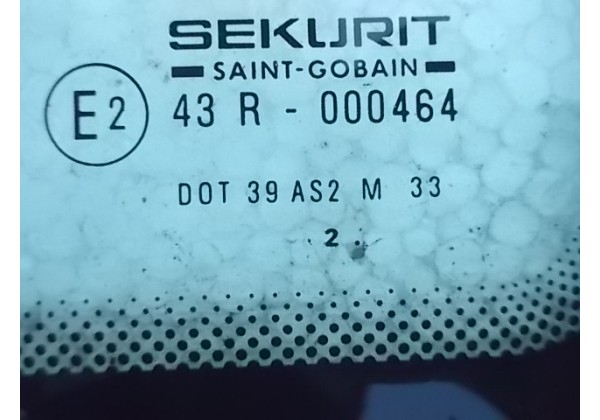 SEKURIT
SAINT-GOBAIN
E2 43 R - 000464
DOT 39 AS2 M 33
2.